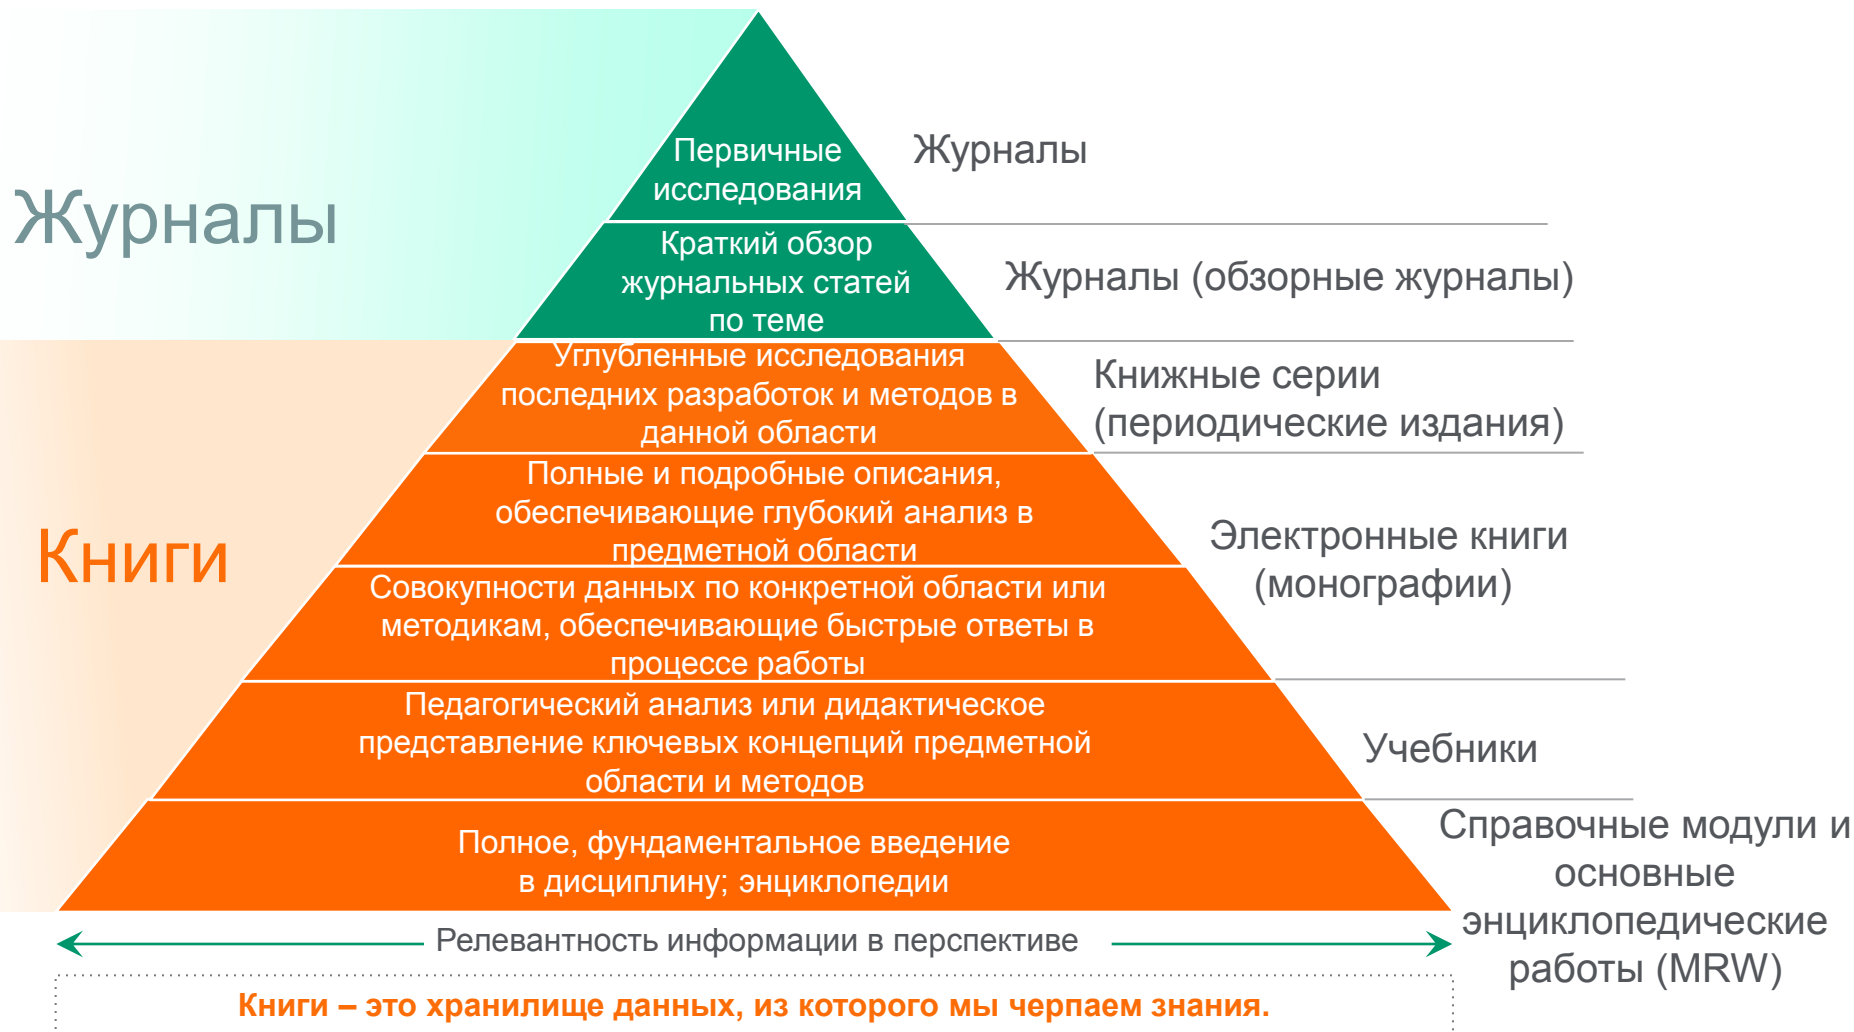 Журналы
Первичные
исследования
Журналы
Краткий обзор
журнальных статей
по теме
Журналы (обзорные журналы)
Книги
Углубленные исследования
последних разработок и методов в
данной области
Книжные серии
(периодические издания)
Полные и подробные описания,
обеспечивающие глубокий анализ в
предметной области
Электронные книги
(монографии)
Совокупности данных по конкретной области или
методикам, обеспечивающие быстрые ответы в
процессе работы
Педагогический анализ или дидактическое
представление ключевых концепций предметной
области и методов
Учебники
Полное, фундаментальное введение
в дисциплину; энциклопедии
Справочные модули и
основные
энциклопедические
работы (MRW)
Релевантность информации в перспективе
Книги – это хранилище данных, из которого мы черпаем знания.